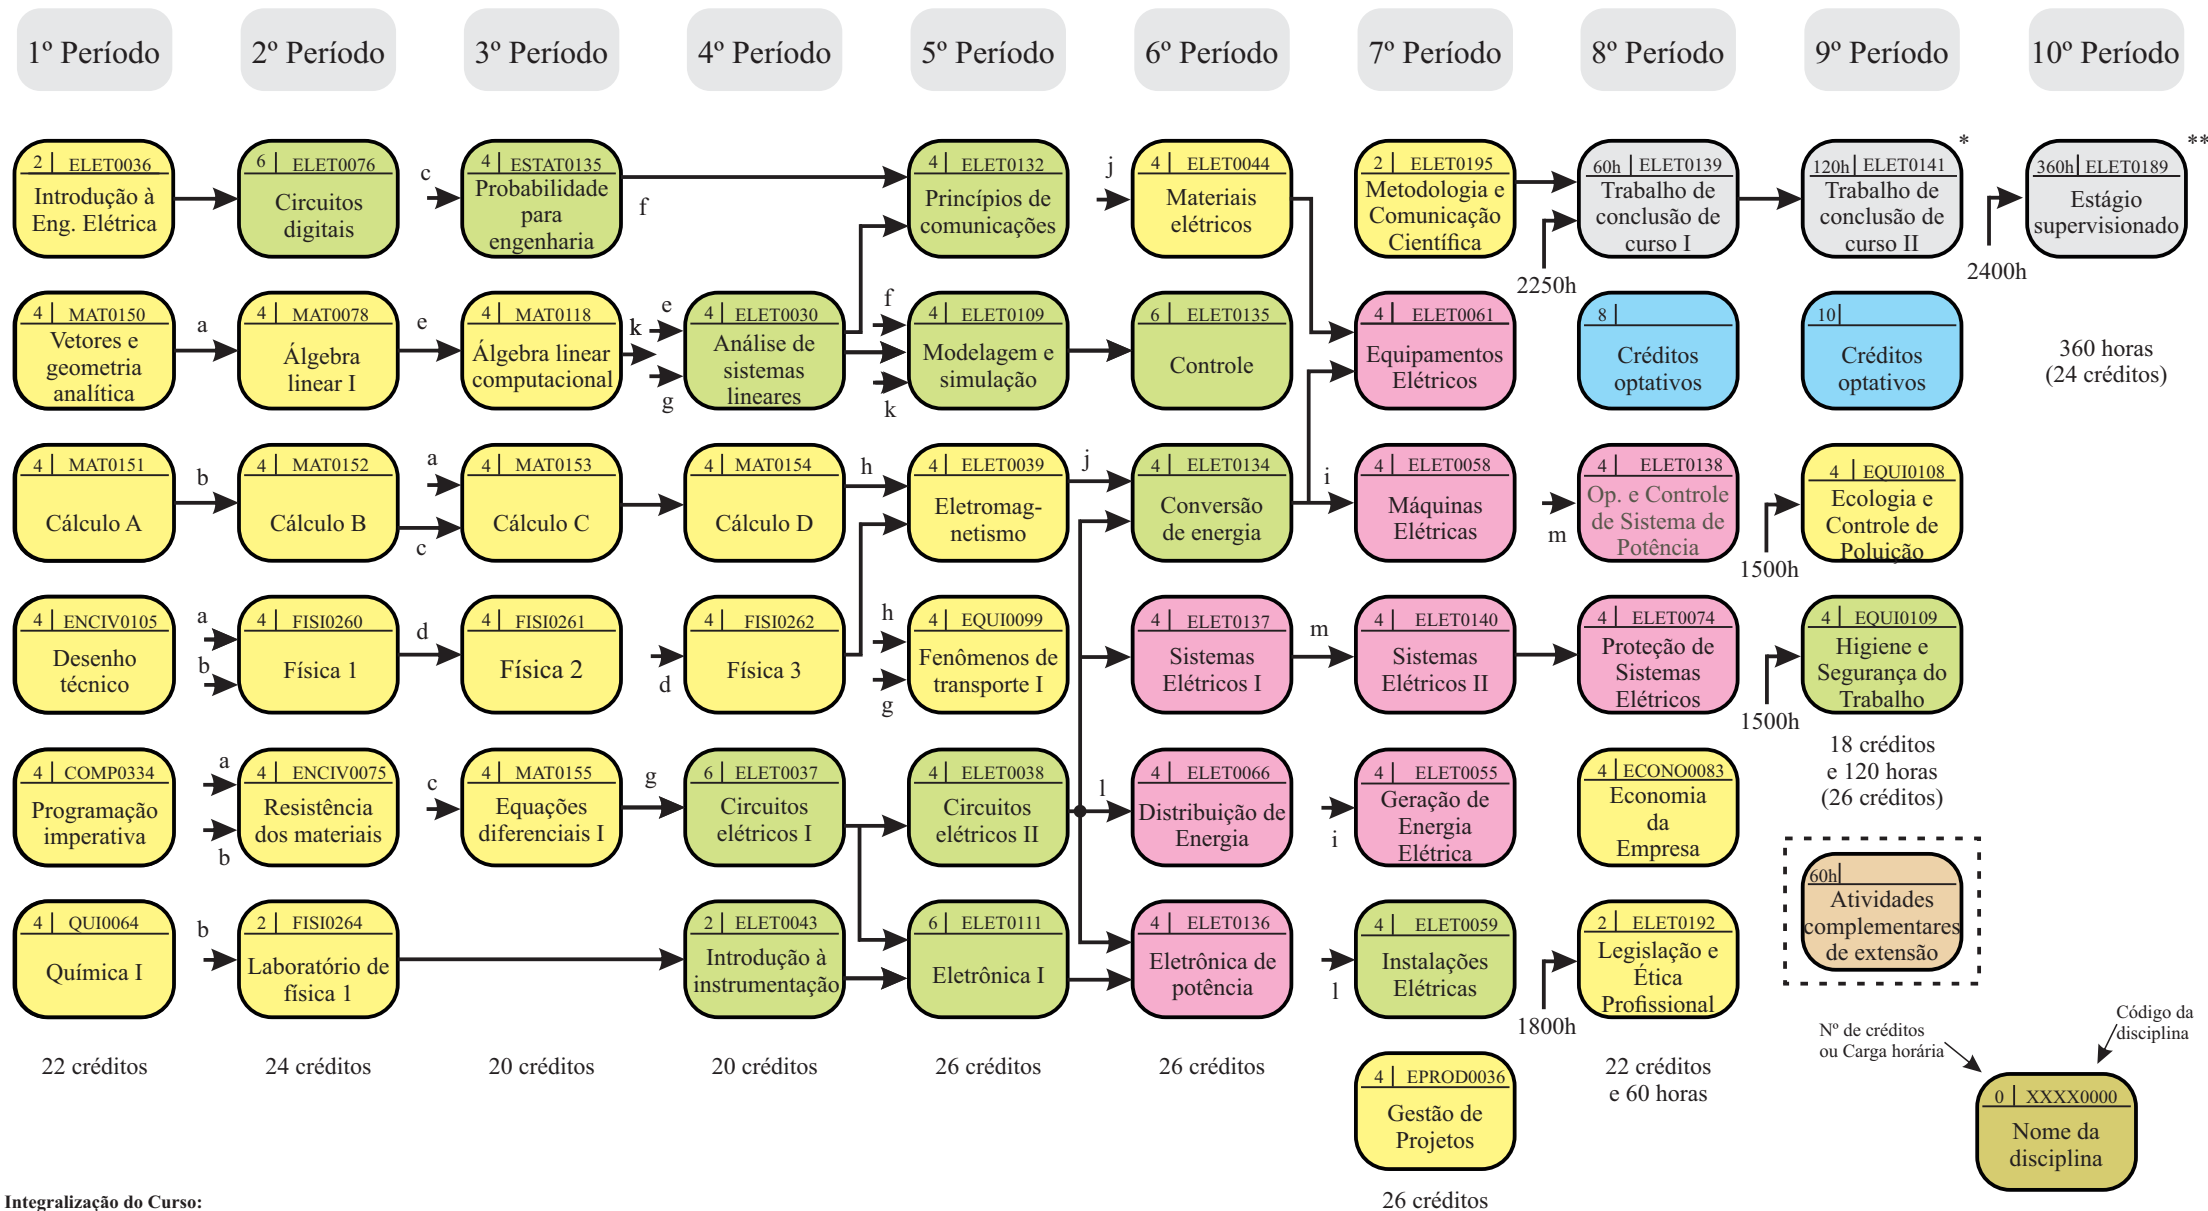 1º Período
2º Período
3º Período
4º Período
5º Período
6º Período
7º Período
8º Período
9º Período
10º Período
2 ELET0036
Introdução à
Eng. Elétrica
6 ELET0076
Circuitos
digitais
c
4 ESTAT0135
Probabilidade
para
engenharia
f
4 ELET0132
Princípios de
comunicações
j
4 ELET0044
Materiais
elétricos
2 ELET0195
Metodologia e
Comunicação
Científica
2250h
60h ELET0139
Trabalho de
conclusão de
curso I
120h ELET0141
Trabalho de
conclusão de
curso II
*
2400h
360h ELET0189
Estágio
supervisionado
**
4 MAT0150
Vetores e
geometria
analítica
a
4 MAT0078
Álgebra
linear I
e
4 MAT0118
Álgebra linear
computacional
k
e
g
4 ELET0030
Análise de
sistemas
lineares
f
k
4 ELET0109
Modelagem e
simulação
6 ELET0135
Controle
4 ELET0061
Equipamentos
Elétricos
8
Créditos
optativos
10
Créditos
optativos
360 horas
(24 créditos)
4 MAT0151
Cálculo A
b
4 MAT0152
Cálculo B
a
c
4 MAT0153
Cálculo C
4 MAT0154
Cálculo D
h
4 ELET0039
Eletromag-
netismo
j
4 ELET0134
Conversão
de energia
i
4 ELET0058
Máquinas
Elétricas
m
4 ELET0138
Op. e Controle
de Sistema de
Potência
1500h
4 EQUI0108
Ecologia e
Controle de
Poluição
4 ENCIV0105
Desenho
técnico
a
b
4 FISI0260
Física 1
d
4 FISI0261
Física 2
d
4 FISI0262
Física 3
h
g
4 EQUI0099
Fenômenos de
transporte I
4 ELET0137
Sistemas
Elétricos I
m
4 ELET0140
Sistemas
Elétricos II
4 ELET0074
Proteção de
Sistemas
Elétricos
1500h
4 EQUI0109
Higiene e
Segurança do
Trabalho
18 créditos
e 120 horas
(26 créditos)
4 COMP0334
Programação
imperativa
a
b
4 ENCIV0075
Resistência
dos materiais
c
4 MAT0155
Equações
diferenciais I
g
6 ELET0037
Circuitos
elétricos I
4 ELET0038
Circuitos
elétricos II
l
4 ELET0066
Distribuição de
Energia
i
4 ELET0055
Geração de
Energia
Elétrica
4 ECONO0083
Economia
da
Empresa
60h
Atividades
complementares
de extensão
4 QUI0064
Química I
b
2 FISI0264
Laboratório de
física 1
2 ELET0043
Introdução à
instrumentação
6 ELET0111
Eletrônica I
4 ELET0136
Eletrônica de
potência
l
4 ELET0059
Instalações
Elétricas
1800h
2 ELET0192
Legislação e
Ética
Profissional
22 créditos
24 créditos
20 créditos
20 créditos
26 créditos
26 créditos
4 EPROD0036
Gestão de
Projetos
26 créditos
22 créditos
e 60 horas
Nº de créditos
ou Carga horária
Código da
disciplina
0 XXXX0000
Nome da
disciplina
Integralização do Curso: